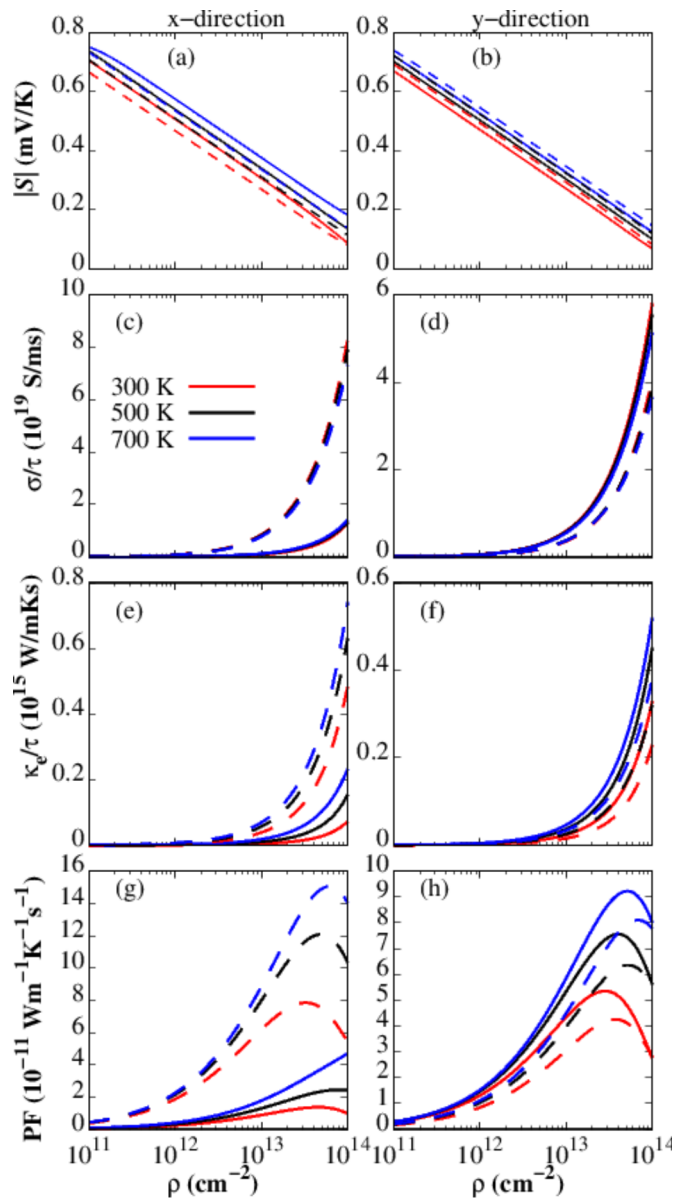 x−direction y−direction
0.8
0.6
0.4
0.2
0
|S| (mV/K)
(a)
0.8
0.6
0.4
0.2
0
(b)
10
8
6
4
2
0
σ/τ (10¹⁹ S/ms)
(c)
300 K
500 K
700 K
6
4
2
0
(d)
0.8
0.6
0.4
0.2
0
κₑ/τ (10¹⁵ W/mKs)
(e)
0.6
0.4
0.2
0
(f)
16
14
12
10
8
6
4
2
0
PF (10⁻¹¹ Wm⁻¹K⁻¹s⁻¹)
(g)
10
9
8
7
6
5
4
3
2
1
0
(h)
10¹¹ 10¹² 10¹³ 10¹⁴
ρ (cm⁻²)
10¹¹ 10¹² 10¹³ 10¹⁴
ρ (cm⁻²)